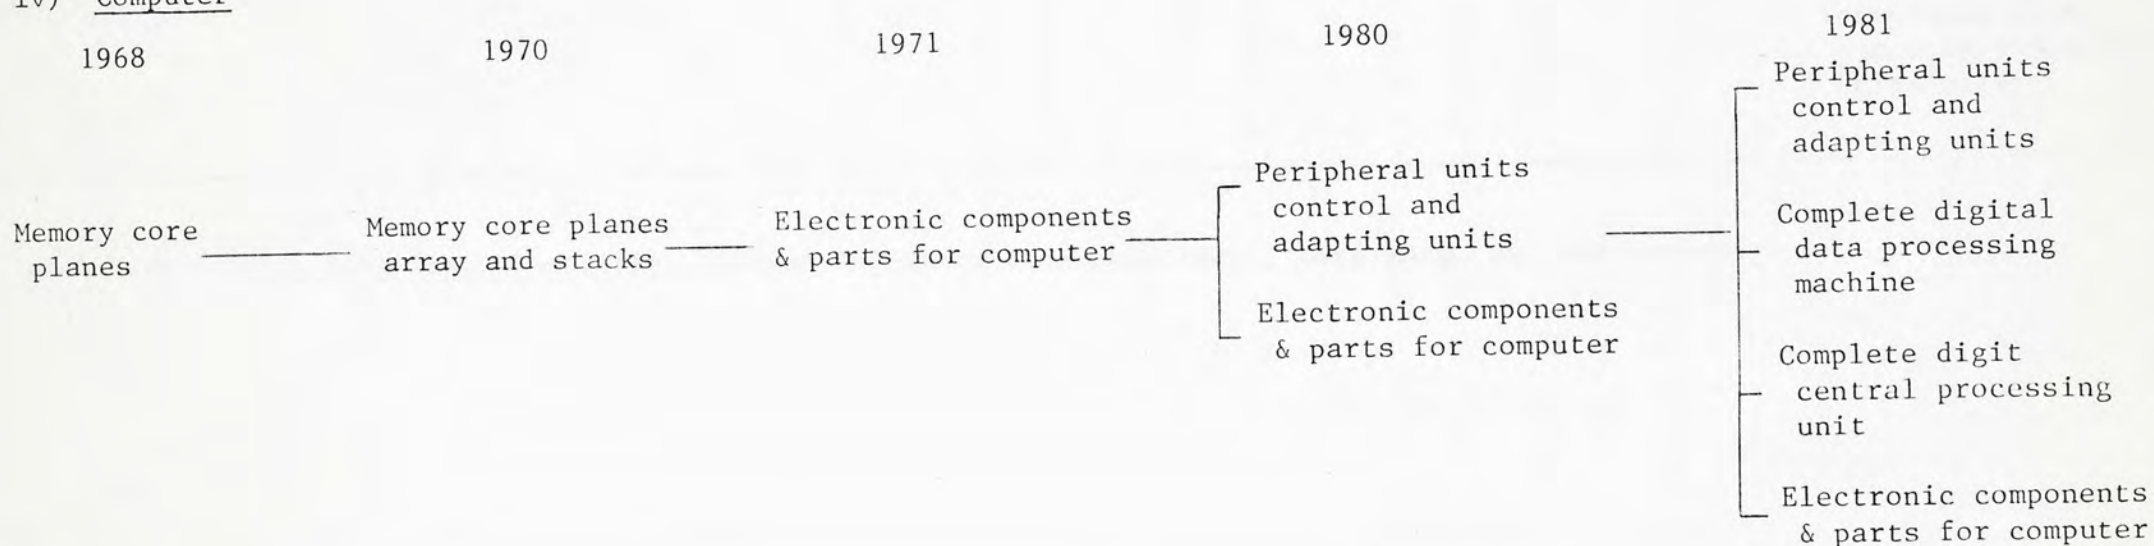 iv) Computer
1968
1970
1971
1980
1981
Memory core
planes
Memory core planes
array and stacks
Electronic components
& parts for computer
Peripheral units
control and
adapting units
Electronic components
& parts for computer
Peripheral units
control and
adapting units
Complete digital
data processing
machine
Complete digit
central processing
unit
Electronic components
& parts for computer